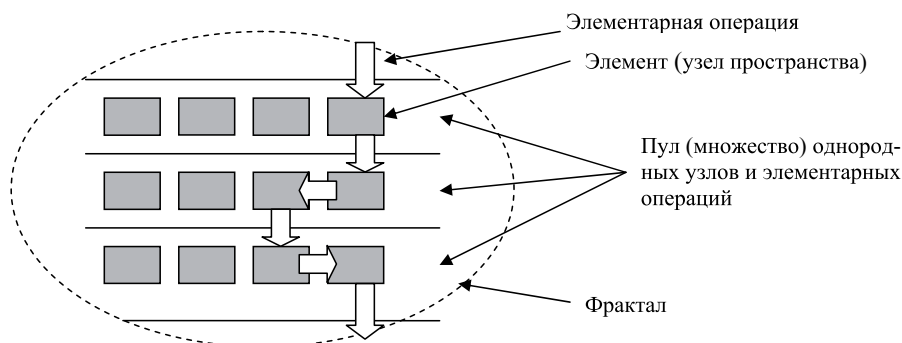 Элементарная операция
Элемент (узел пространства)
Пул (множество) однород-
ных узлов и элементарных
операций
Фрактал